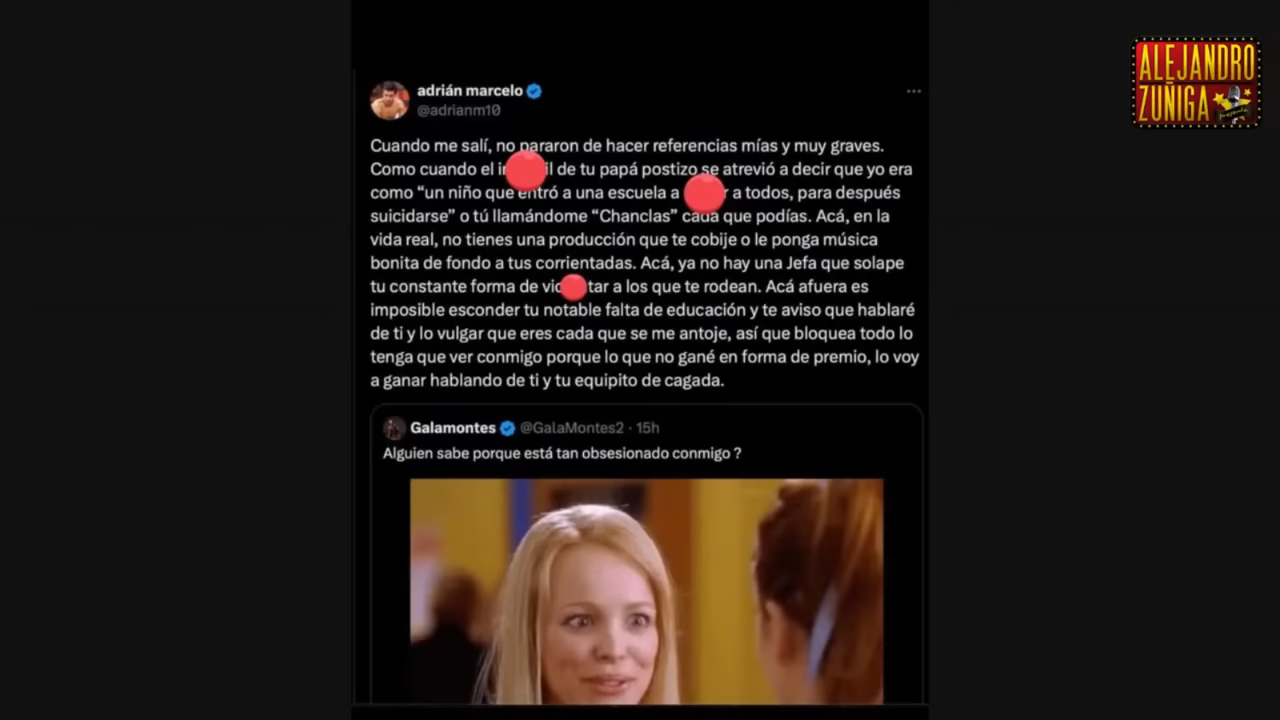 ALEJANDRO
ZUÑIGA
adrián marcelo
@adrianm10
Cuando me salí, no pararon de hacer referencias mías y muy graves.
Como cuando el de tu papá postizo se atrevió a decir que yo era
como “un niño que entró a una escuela a a todos, para después
suicidarse” o tú llamándome “Chanclas” cada que podías. Acá, en la
vida real, no tienes una producción que te cobije o le ponga música
bonita de fondo a tus corrientadas. Acá, ya no hay una Jefa que solape
tu constante forma de a los que te rodean. Acá afuera es
imposible esconder tu notable falta de educación y te aviso que hablaré
de ti y lo vulgar que eres cada que se me antoje, así que bloquea todo lo
tenga que ver conmigo porque lo que no gané en forma de premio, lo voy
a ganar hablando de ti y tu equipito de cagada.
Galamontes @GalaMontes2 · 15h
Alguien sabe porque está tan obsesionado conmigo ?